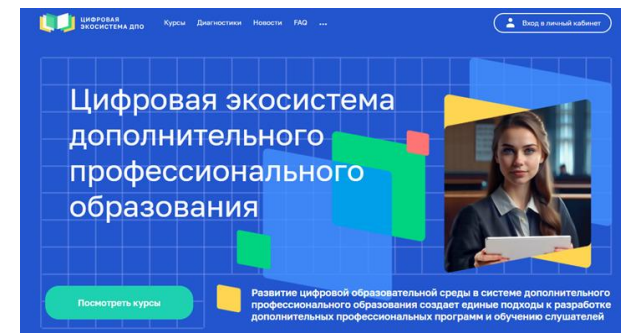 ЦИФРОВАЯ
ЭКОСИСТЕМА ДПО
Курсы Диагностики Новости FAQ ...
Вход в личный кабинет
Цифровая экосистема
дополнительного
профессионального
образования
Посмотреть курсы
Развитие цифровой образовательной среды в системе дополнительного
профессионального образования создает единые подходы к разработке
дополнительных профессиональных программ и обучению слушателей